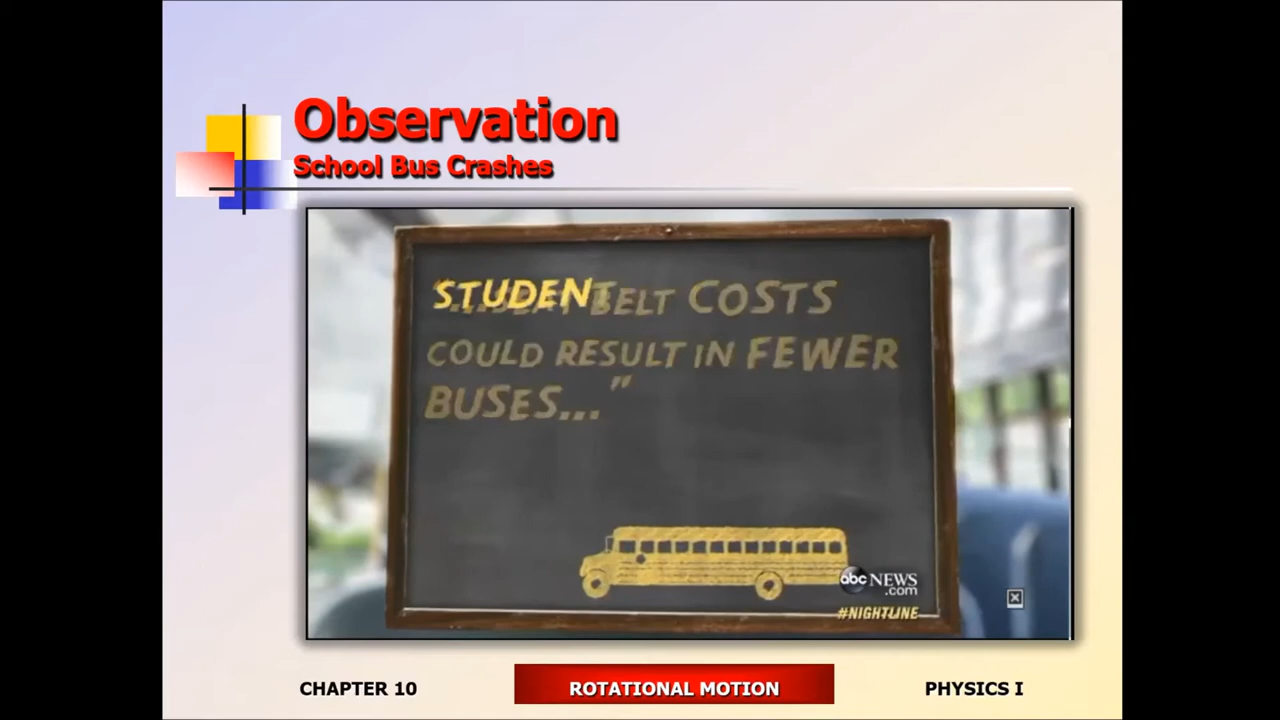 Observation
School Bus Crashes
STUDENT
"...SEAT BELT COSTS
COULD RESULT IN FEWER
BUSES..."
abc NEWS
.com
#NIGHTLINE
CHAPTER 10
ROTATIONAL MOTION
PHYSICS I